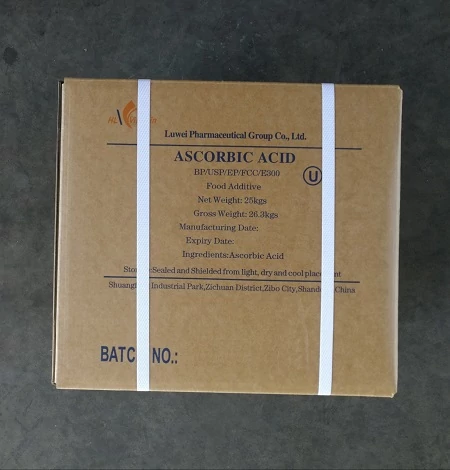 Luwei Pharmaceutical Group Co., Ltd.
ASCORBIC ACID
BP/USP/EP/FCC/E300
U
Food Additive
Net Weight: 25kgs
Gross Weight: 26.3kgs
Manufacturing Date:
Expiry Date:
Ingredients:Ascorbic Acid
Sealed and Shielded from light, dry and cool
Industrial Park,Zichuan District,Zibo City, China
NO.: